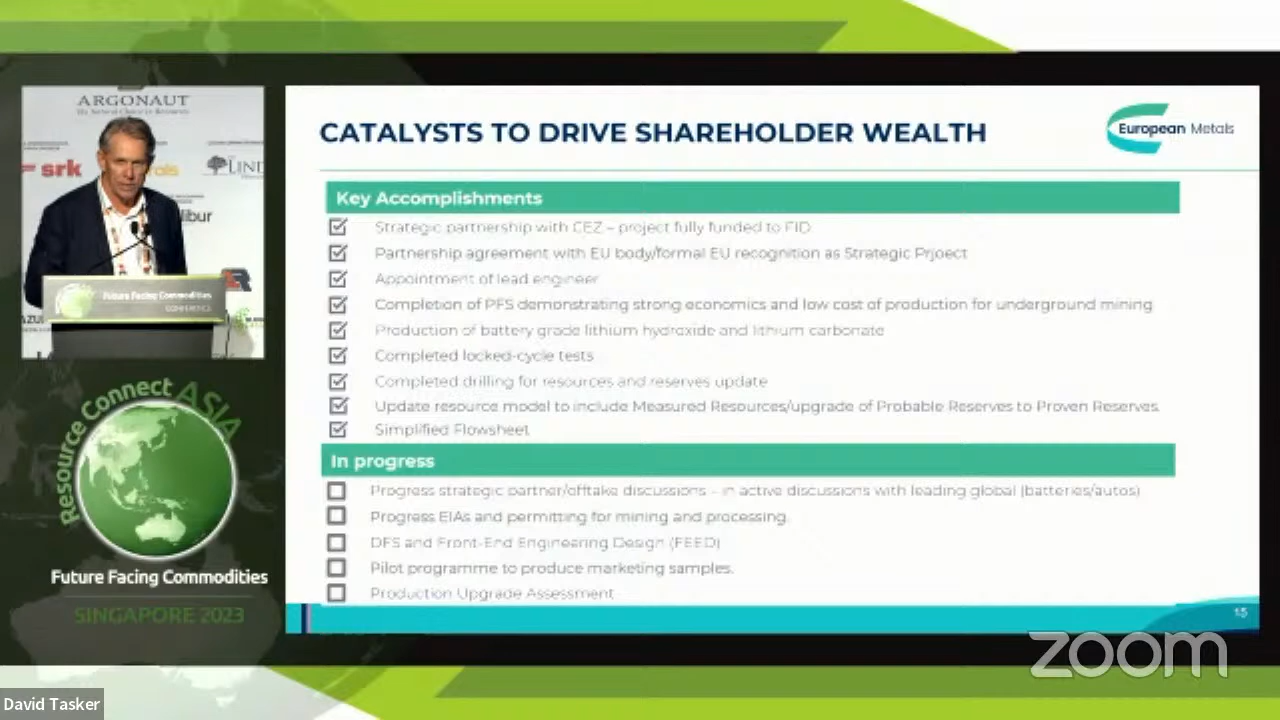 ARGONAUT
srk
LIND
libur
Future Facing Commodities
CONFERENCE
Resource Connect ASIA
Future Facing Commodities
SINGAPORE 2023
CATALYSTS TO DRIVE SHAREHOLDER WEALTH
European Metals
Key Accomplishments
Strategic partnership with CEZ – project fully funded to FID
Partnership agreement with EU body/formal EU recognition as Strategic Prjoect
Appointment of lead engineer
Completion of PFS demonstrating strong economics and low cost of production for underground mining
Production of battery grade lithium hydroxide and lithium carbonate
Completed locked-cycle tests
Completed drilling for resources and reserves update
Update resource model to include Measured Resources/upgrade of Probable Reserves to Proven Reserves.
Simplified Flowsheet
In progress
Progress strategic partner/offtake discussions – in active discussions with leading global (batteries/autos)
Progress EIAs and permitting for mining and processing.
DFS and Front-End Engineering Design (FEED)
Pilot programme to produce marketing samples.
Production Upgrade Assessment
15
zoom
David Tasker